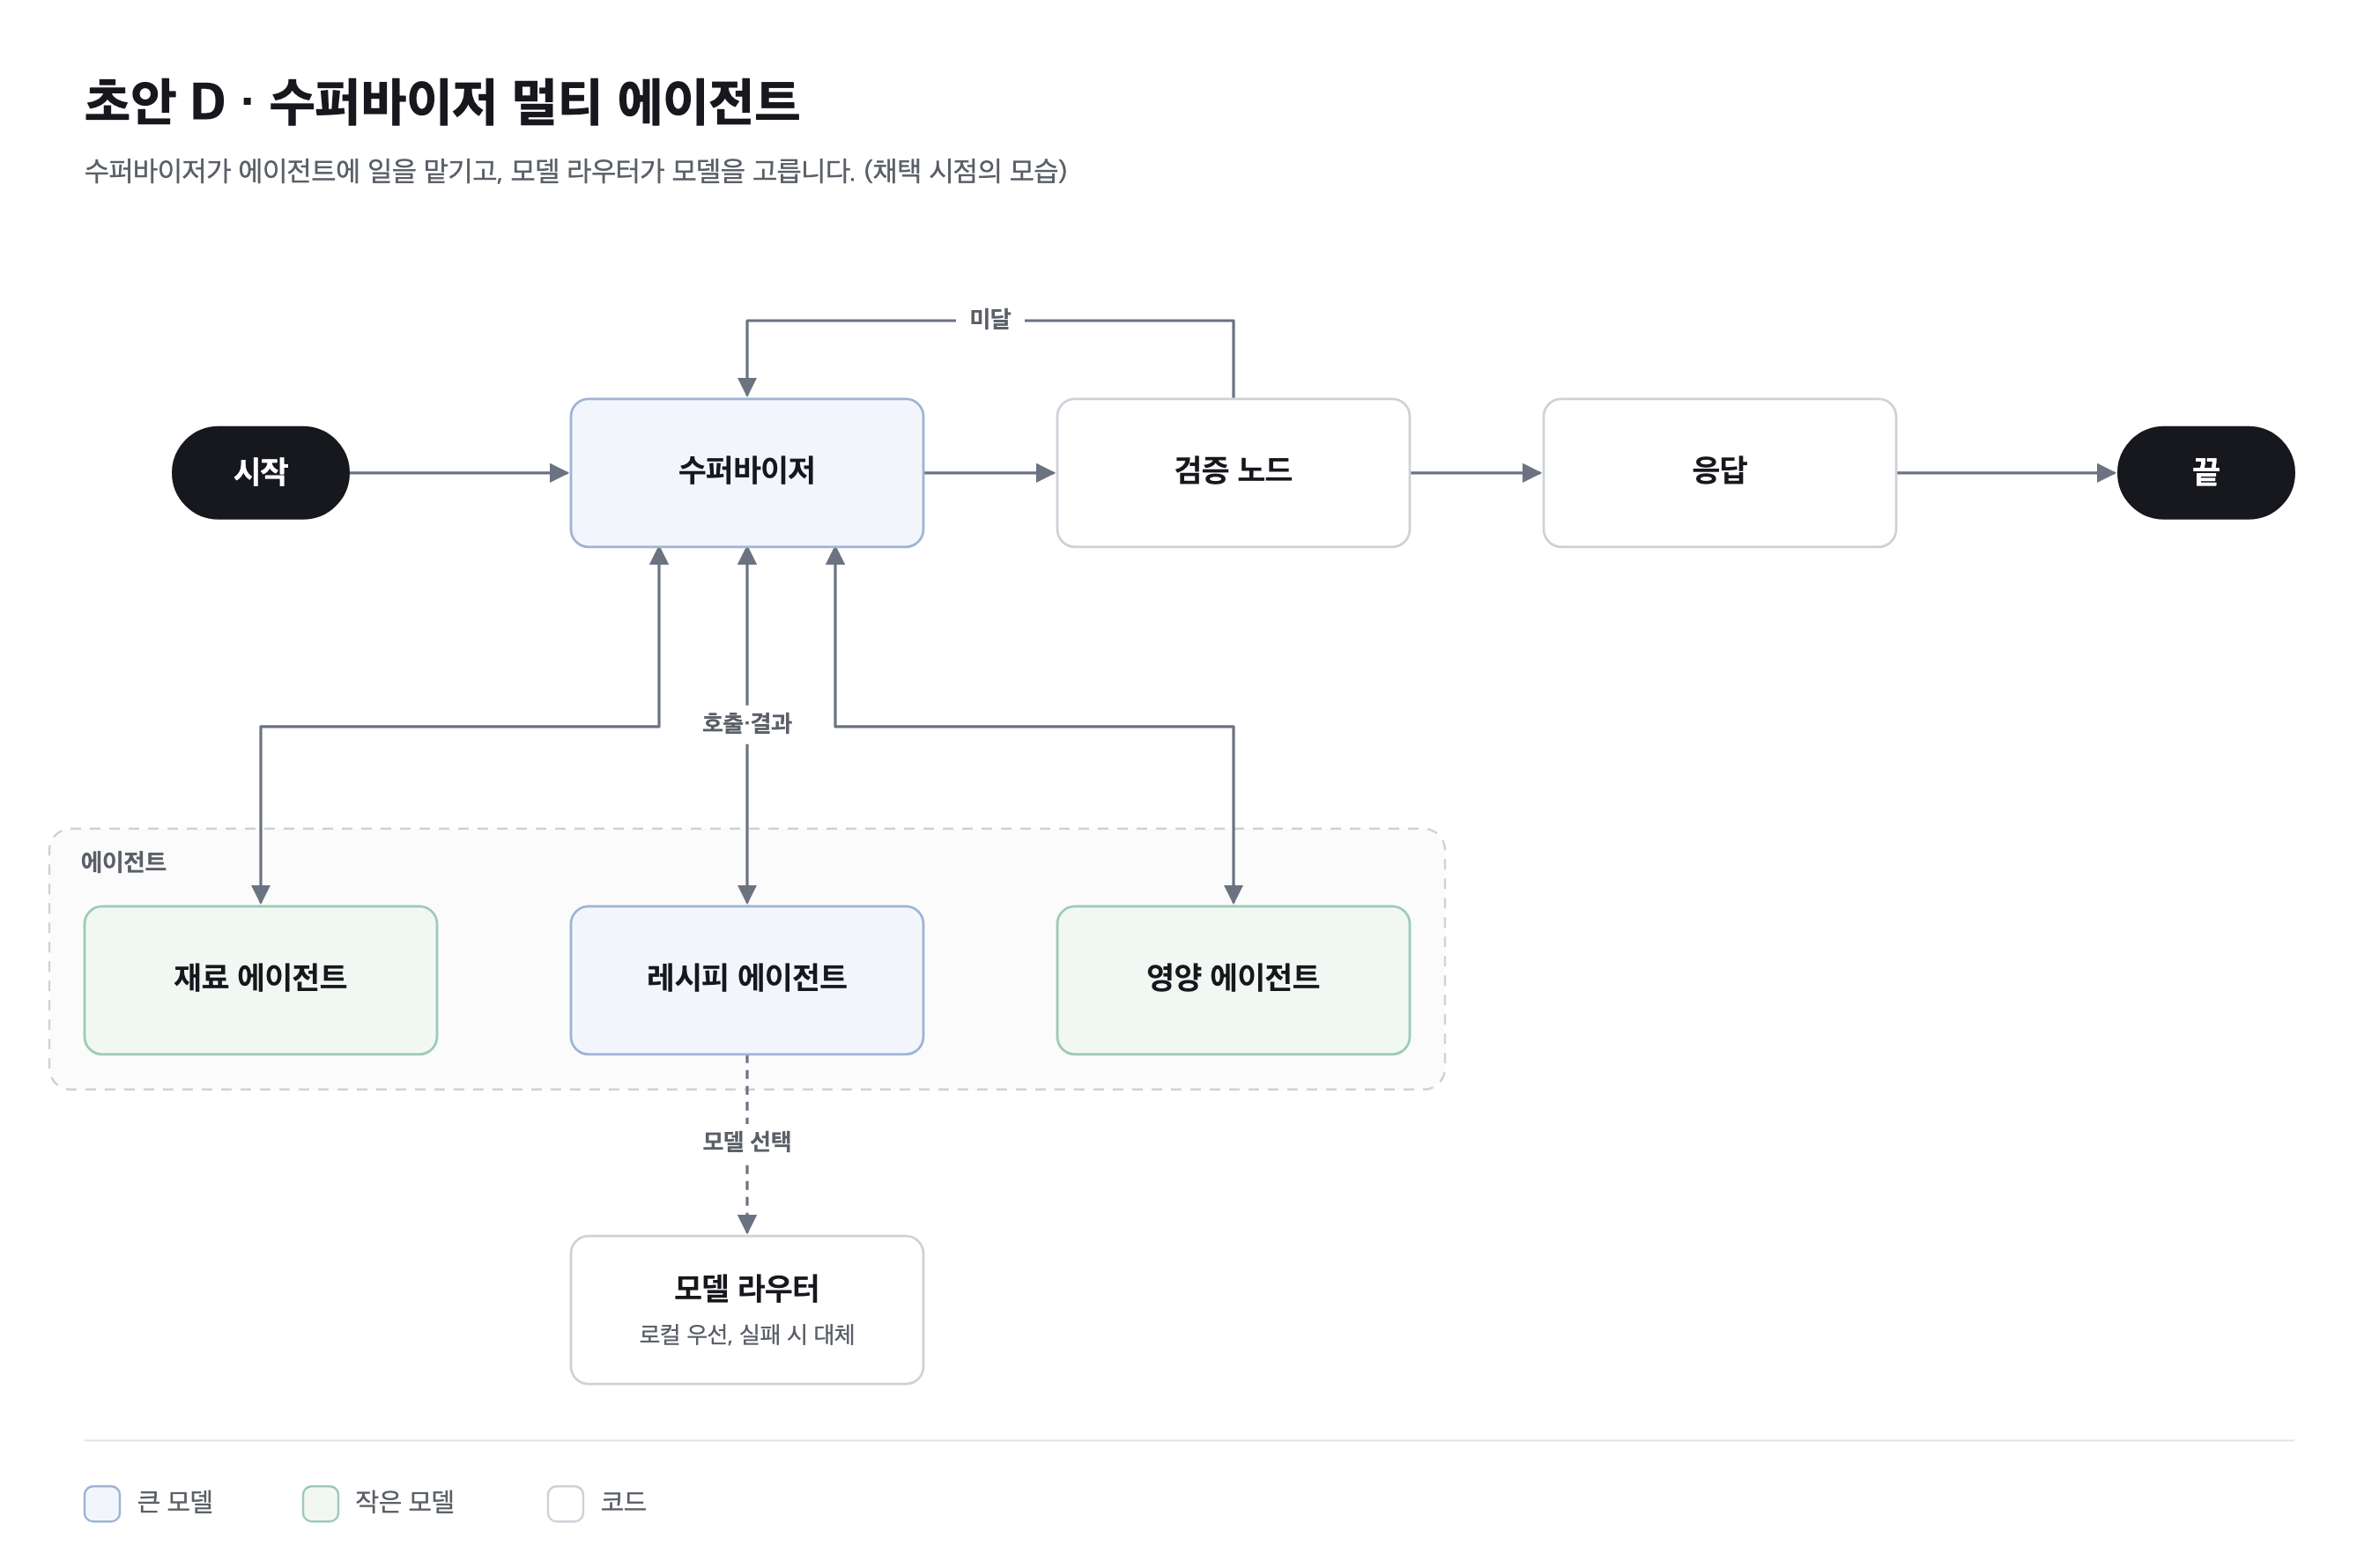 초안 D · 수퍼바이저 멀티 에이전트
수퍼바이저가 에이전트에 일을 맡기고, 모델 라우터가 모델을 고릅니다. (채택 시점의 모습)
미달
시작
수퍼바이저
검증 노드
응답
끝
호출·결과
에이전트
재료 에이전트
레시피 에이전트
영양 에이전트
모델 선택
모델 라우터
로컬 우선, 실패 시 대체
큰 모델
작은 모델
코드